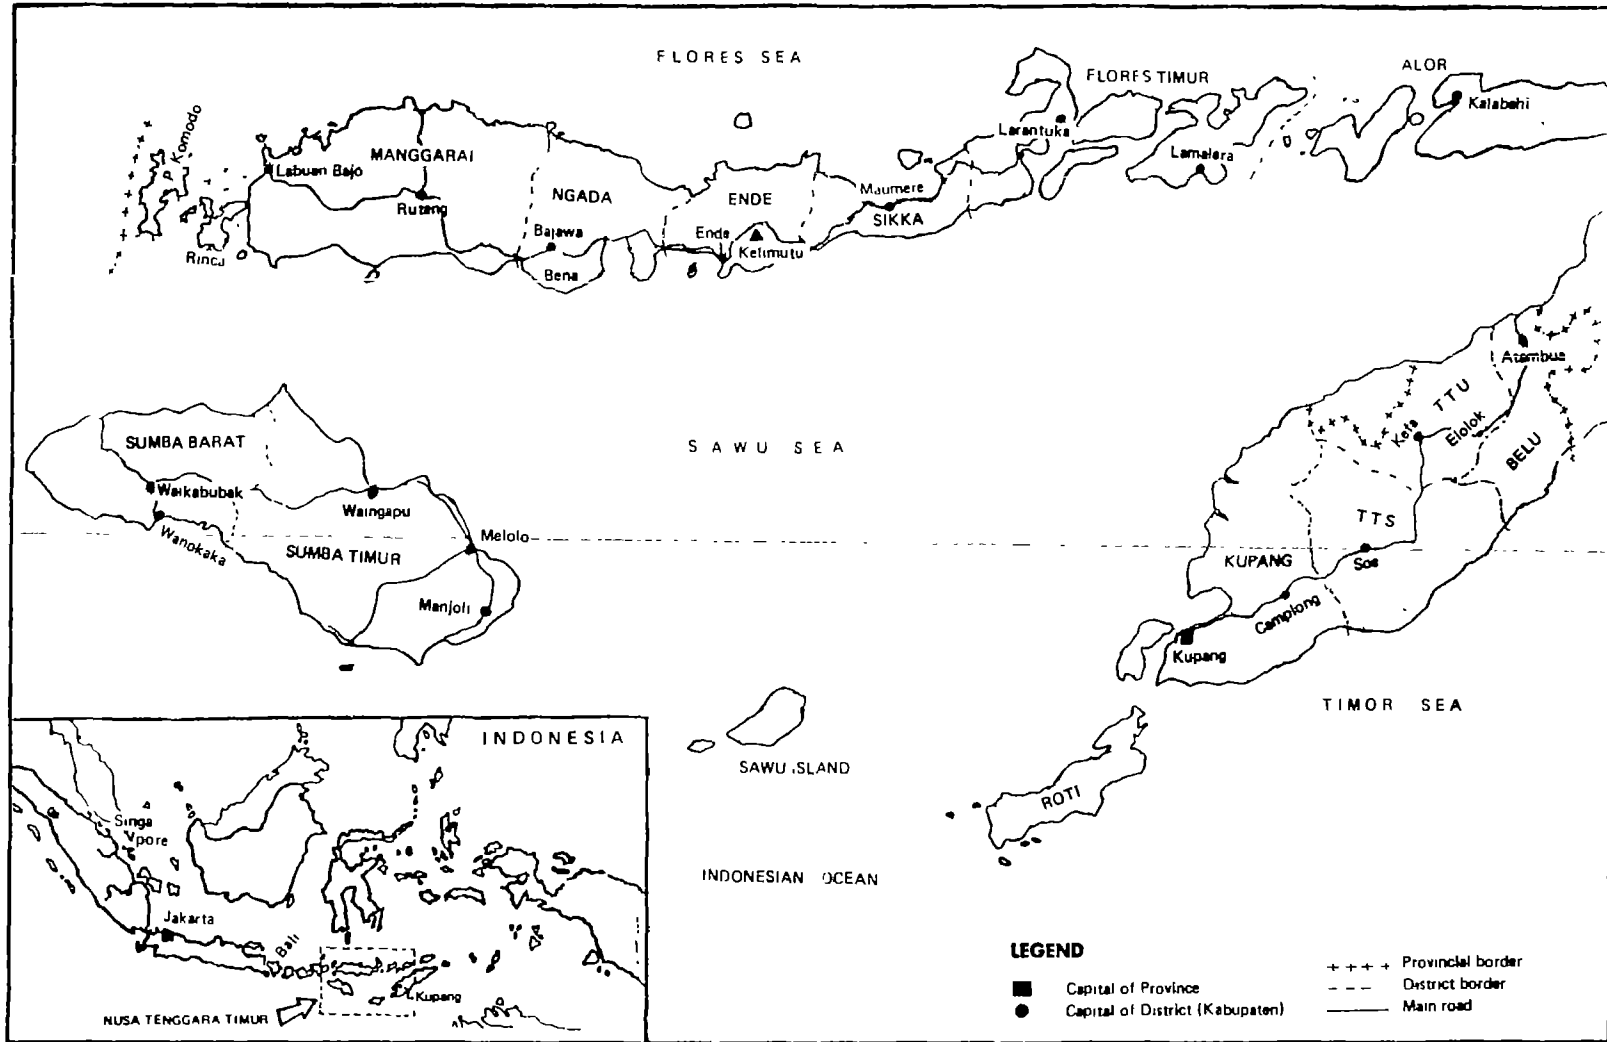 FLORES SEA
FLORES TIMUR
ALOR
Kalabahi
P. Komodo
Larantuka
MANGGARAI
Labuan Bajo
Lamalera
Ruteng
NGADA
ENDE
Maumere
SIKKA
Rinca
Bajawa
Ende
Kelimutu
Bena
Atambua
TTU
SUMBA BARAT
SAWU SEA
Kefa
Elolok
BELU
Waikabubak
Waingapu
TTS
Wanokaka
SUMBA TIMUR
Melolo
KUPANG
Soe
Manjoli
Camplong
Kupang
TIMOR SEA
SAWU ISLAND
ROTI
INDONESIAN OCEAN
INDONESIA
Singa
pore
Jakarta
Bali
Kupang
NUSA TENGGARA TIMUR
LEGEND
Capital of Province
Capital of District (Kabupaten)
Provincial border
District border
Main road